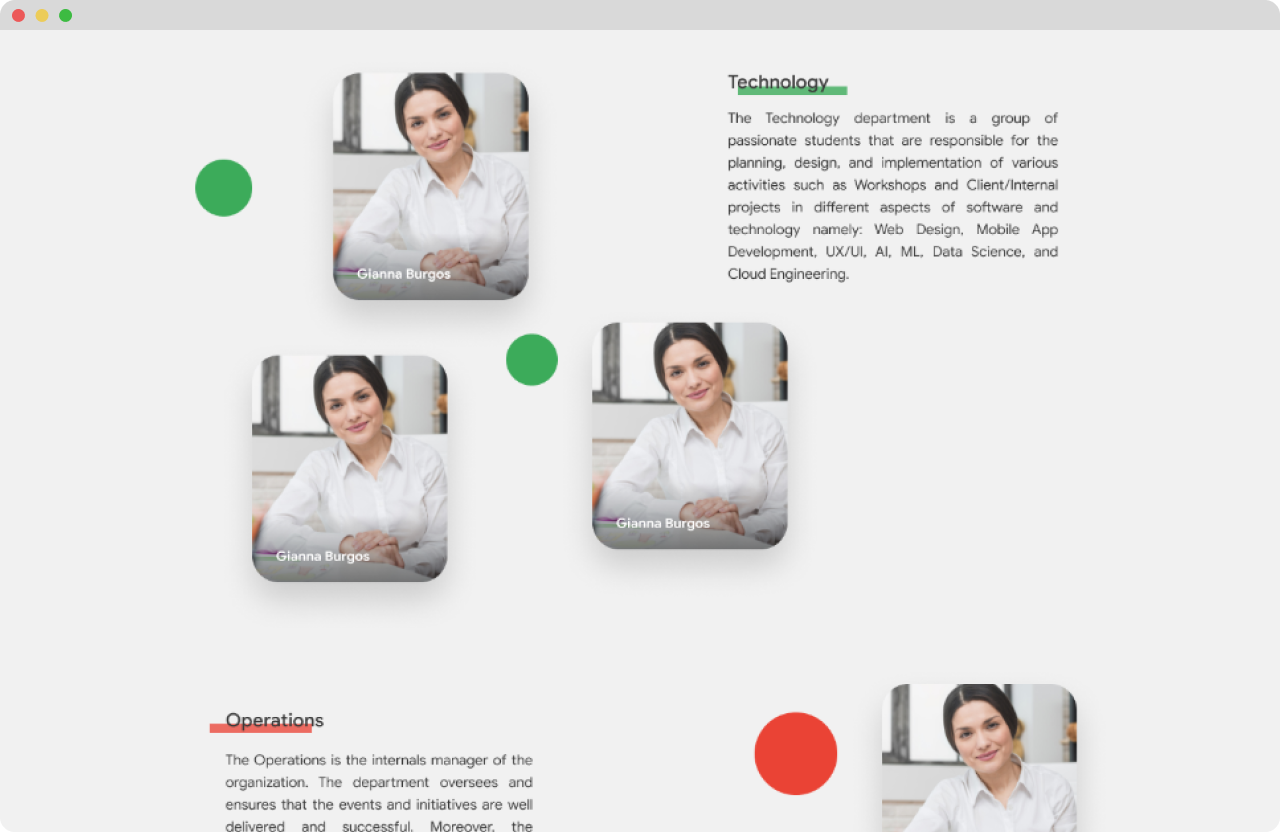 Technology
The Technology department is a group of
passionate students that are responsible for the
planning, design, and implementation of various
activities such as Workshops and Client/Internal
projects in different aspects of software and
technology namely: Web Design, Mobile App
Development, UX/UI, AI, ML, Data Science, and
Cloud Engineering.
Gianna Burgos
Gianna Burgos
Gianna Burgos
Operations
The Operations is the internals manager of the
organization. The department oversees and
ensures that the events and initiatives are well
delivered and successful. Moreover, the